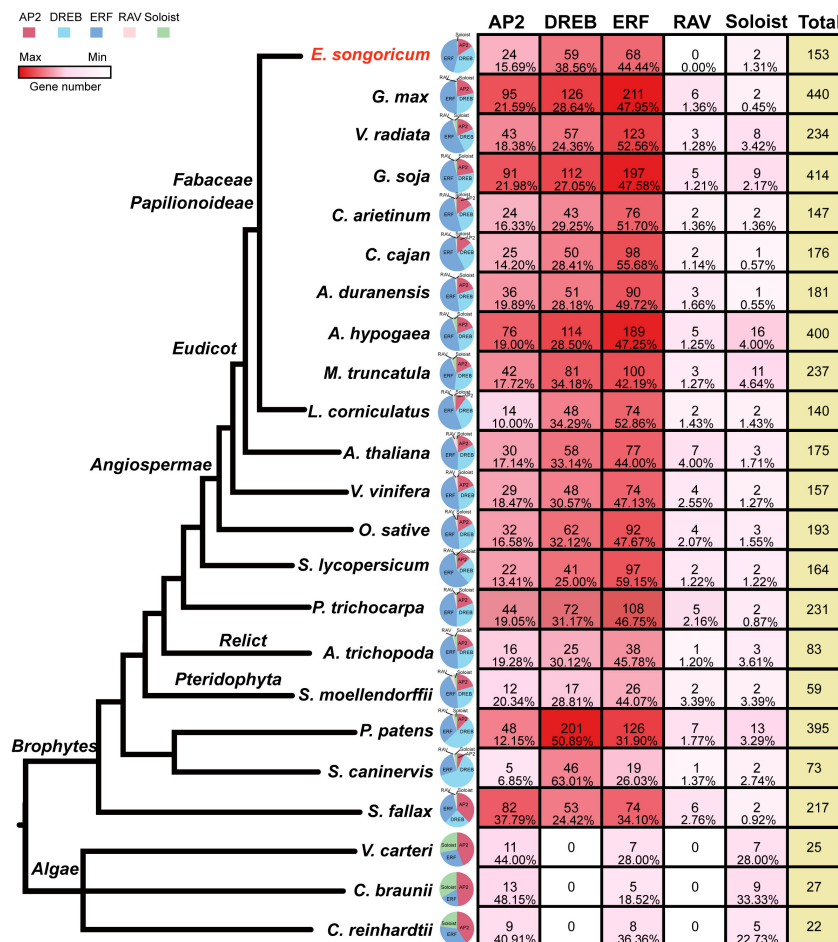 AP2 DREB ERF RAV Soloist
Max Min
Gene number
AP2 DREB ERF RAV Soloist Total
E. songoricum 24 59 68 0 2 153
15.69% 38.56% 44.44% 0.00% 1.31%
G. max 95 126 211 6 2 440
21.59% 28.64% 47.95% 1.36% 0.45%
V. radiata 43 57 123 3 8 234
18.38% 24.36% 52.56% 1.28% 3.42%
Fabaceae
Papilionoideae
G. soja 91 112 197 5 9 414
21.98% 27.05% 47.58% 1.21% 2.17%
C. arietinum 24 43 76 2 2 147
16.33% 29.25% 51.70% 1.36% 1.36%
C. cajan 25 50 98 2 1 176
14.20% 28.41% 55.68% 1.14% 0.57%
A. duranensis 36 51 90 3 1 181
19.89% 28.18% 49.72% 1.66% 0.55%
A. hypogaea 76 114 189 5 16 400
19.00% 28.50% 47.25% 1.25% 4.00%
Eudicot
M. truncatula 42 81 100 3 11 237
17.72% 34.18% 42.19% 1.27% 4.64%
L. corniculatus 14 48 74 2 2 140
10.00% 34.29% 52.86% 1.43% 1.43%
A. thaliana 30 58 77 7 3 175
17.14% 33.14% 44.00% 4.00% 1.71%
Angiospermae
V. vinifera 29 48 74 4 2 157
18.47% 30.57% 47.13% 2.55% 1.27%
O. sative 32 62 92 4 3 193
16.58% 32.12% 47.67% 2.07% 1.55%
S. lycopersicum 22 41 97 2 2 164
13.41% 25.00% 59.15% 1.22% 1.22%
P. trichocarpa 44 72 108 5 2 231
19.05% 31.17% 46.75% 2.16% 0.87%
Relict
A. trichopoda 16 25 38 1 3 83
19.28% 30.12% 45.78% 1.20% 3.61%
Pteridophyta
S. moellendorffii 12 17 26 2 2 59
20.34% 28.81% 44.07% 3.39% 3.39%
P. patens 48 201 126 7 13 395
12.15% 50.89% 31.90% 1.77% 3.29%
Brophytes
S. caninervis 5 46 19 1 2 73
6.85% 63.01% 26.03% 1.37% 2.74%
S. fallax 82 53 74 6 2 217
37.79% 24.42% 34.10% 2.76% 0.92%
V. carteri 11 0 7 0 7 25
44.00% 28.00% 28.00%
Algae
C. braunii 13 0 5 0 9 27
48.15% 18.52% 33.33%
C. reinhardtii 9 0 8 0 5 22
40.91% 36.36% 22.73%